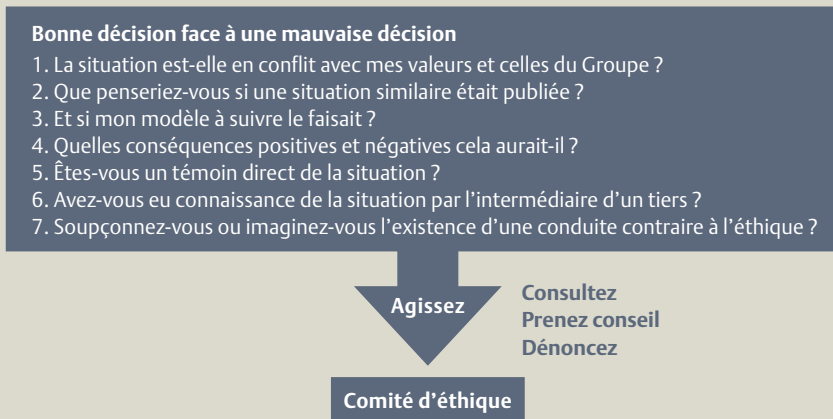 Bonne décision face à une mauvaise décision
1. La situation est-elle en conflit avec mes valeurs et celles du Groupe ?
2. Que penseriez-vous si une situation similaire était publiée ?
3. Et si mon modèle à suivre le faisait ?
4. Quelles conséquences positives et négatives cela aurait-il ?
5. Êtes-vous un témoin direct de la situation ?
6. Avez-vous eu connaissance de la situation par l'intermédiaire d'un tiers ?
7. Soupçonnez-vous ou imaginez-vous l'existence d'une conduite contraire à l'éthique ?
Agissez
Consultez
Prenez conseil
Dénoncez
Comité d'éthique